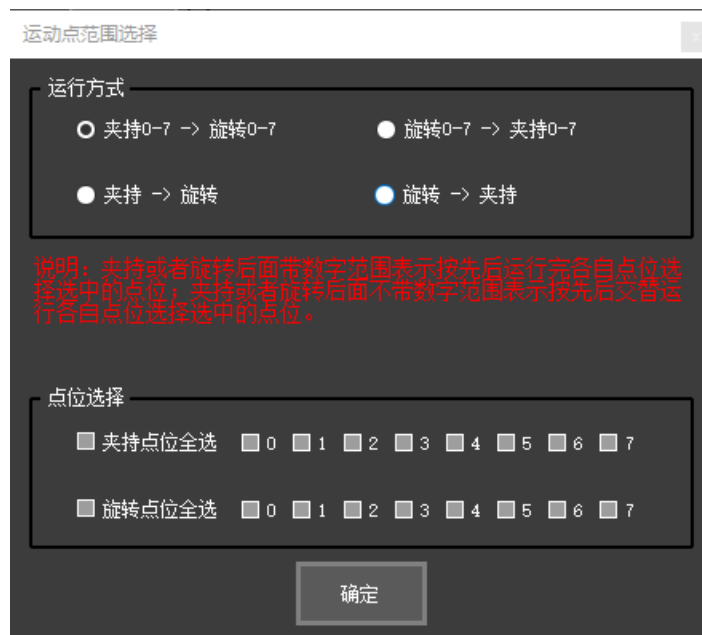 运动点范围选择
运行方式
夹持0-7 -> 旋转0-7
旋转0-7 -> 夹持0-7
夹持 -> 旋转
旋转 -> 夹持
说明：夹持或者旋转后面带数字范围表示按先后运行完各自点位选
择选中的点位；夹持或者旋转后面不带数字范围表示按先后交替运
行各自点位选择选中的点位。
点位选择
夹持点位全选 0 1 2 3 4 5 6 7
旋转点位全选 0 1 2 3 4 5 6 7
确定